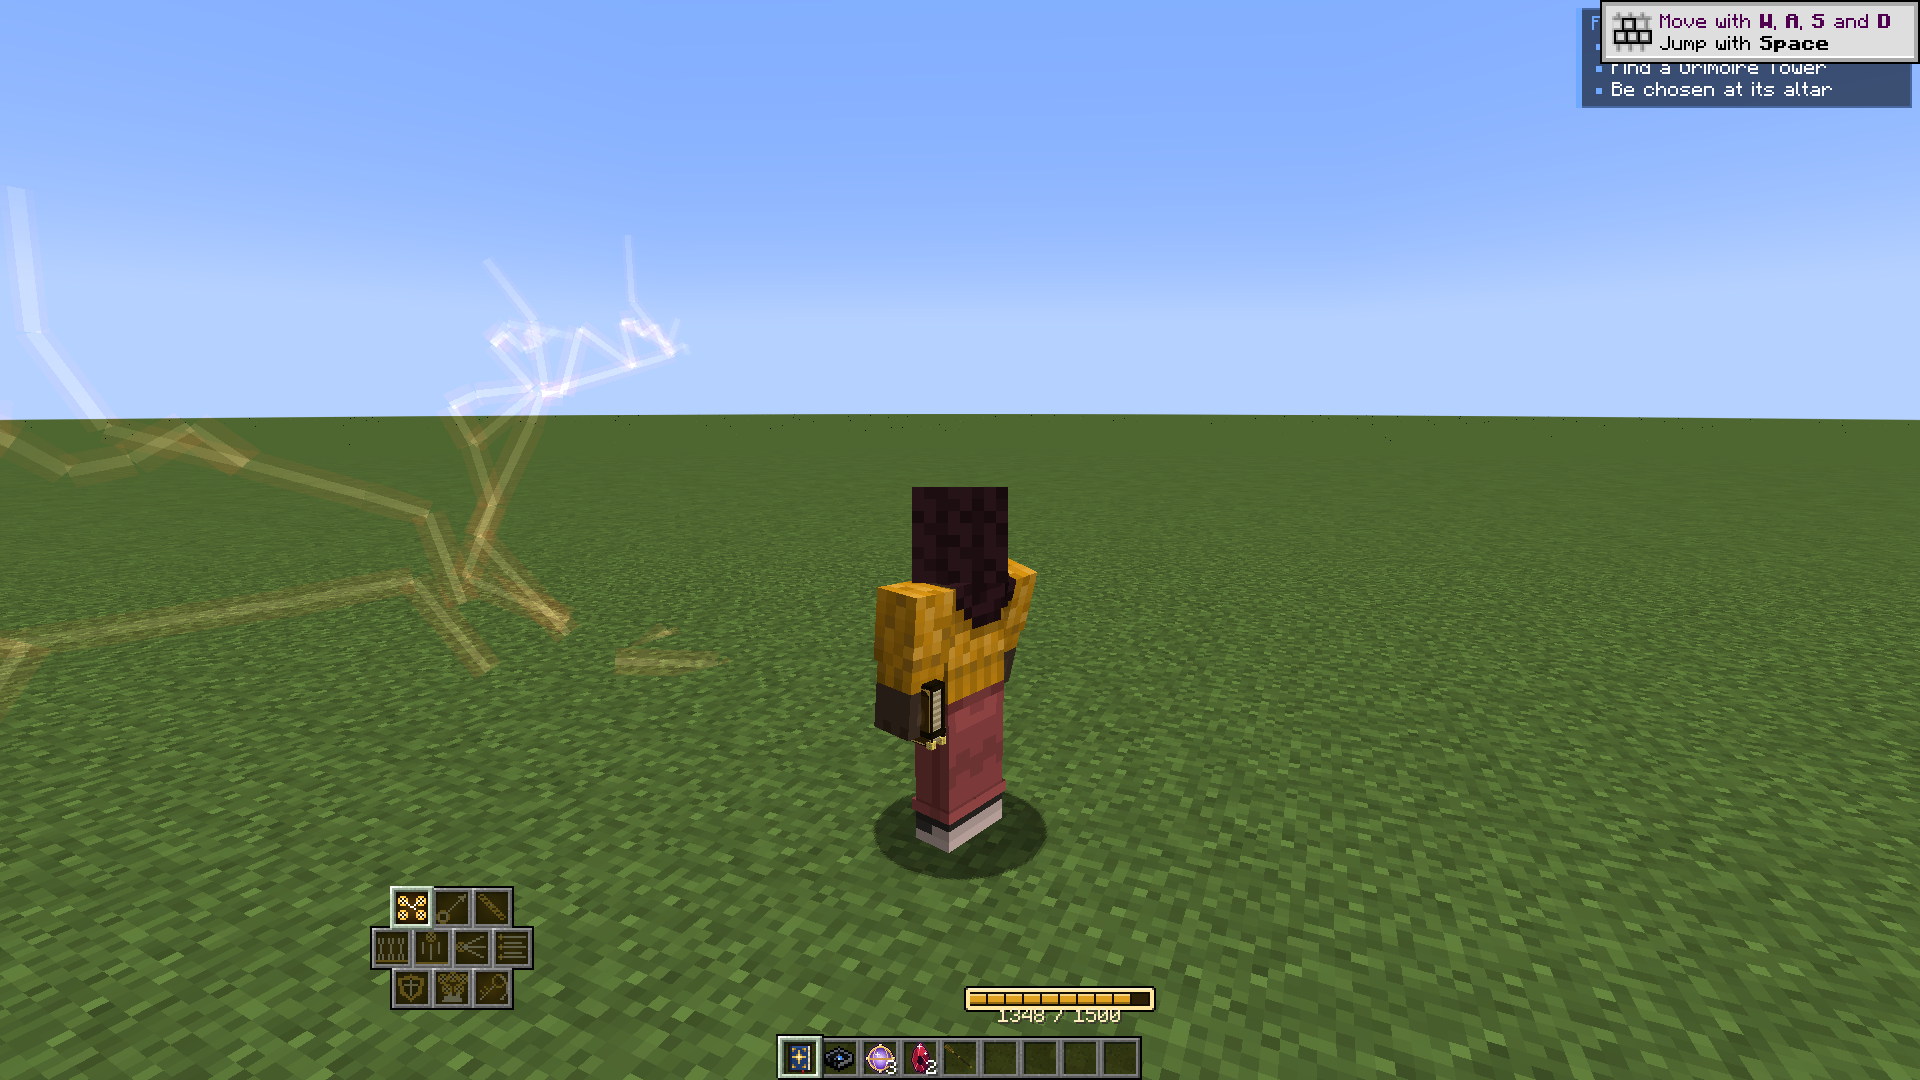 Move with W, A, S and D
Jump with Space
Find a Grimoire Tower
Be chosen at its altar
1348 / 1500
3
2